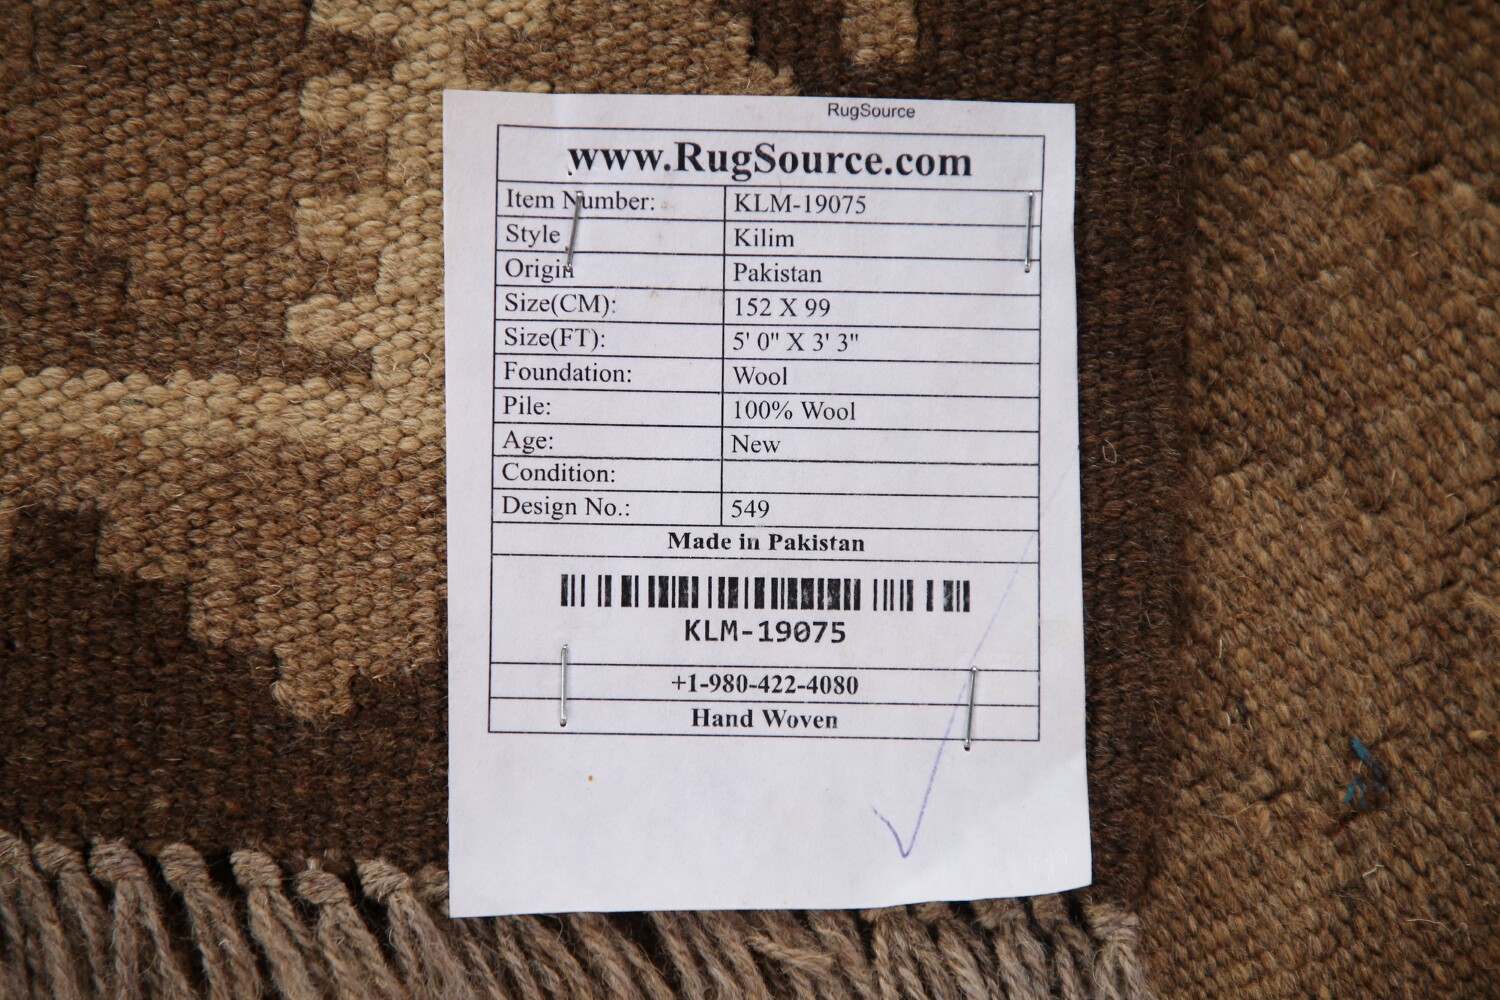 RugSource
www.RugSource.com
Item Number: KLM-19075
Style Kilim
Origin Pakistan
Size(CM): 152 X 99
Size(FT): 5' 0" X 3' 3"
Foundation: Wool
Pile: 100% Wool
Age: New
Condition:
Design No.: 549
Made in Pakistan
KLM-19075
+1-980-422-4080
Hand Woven